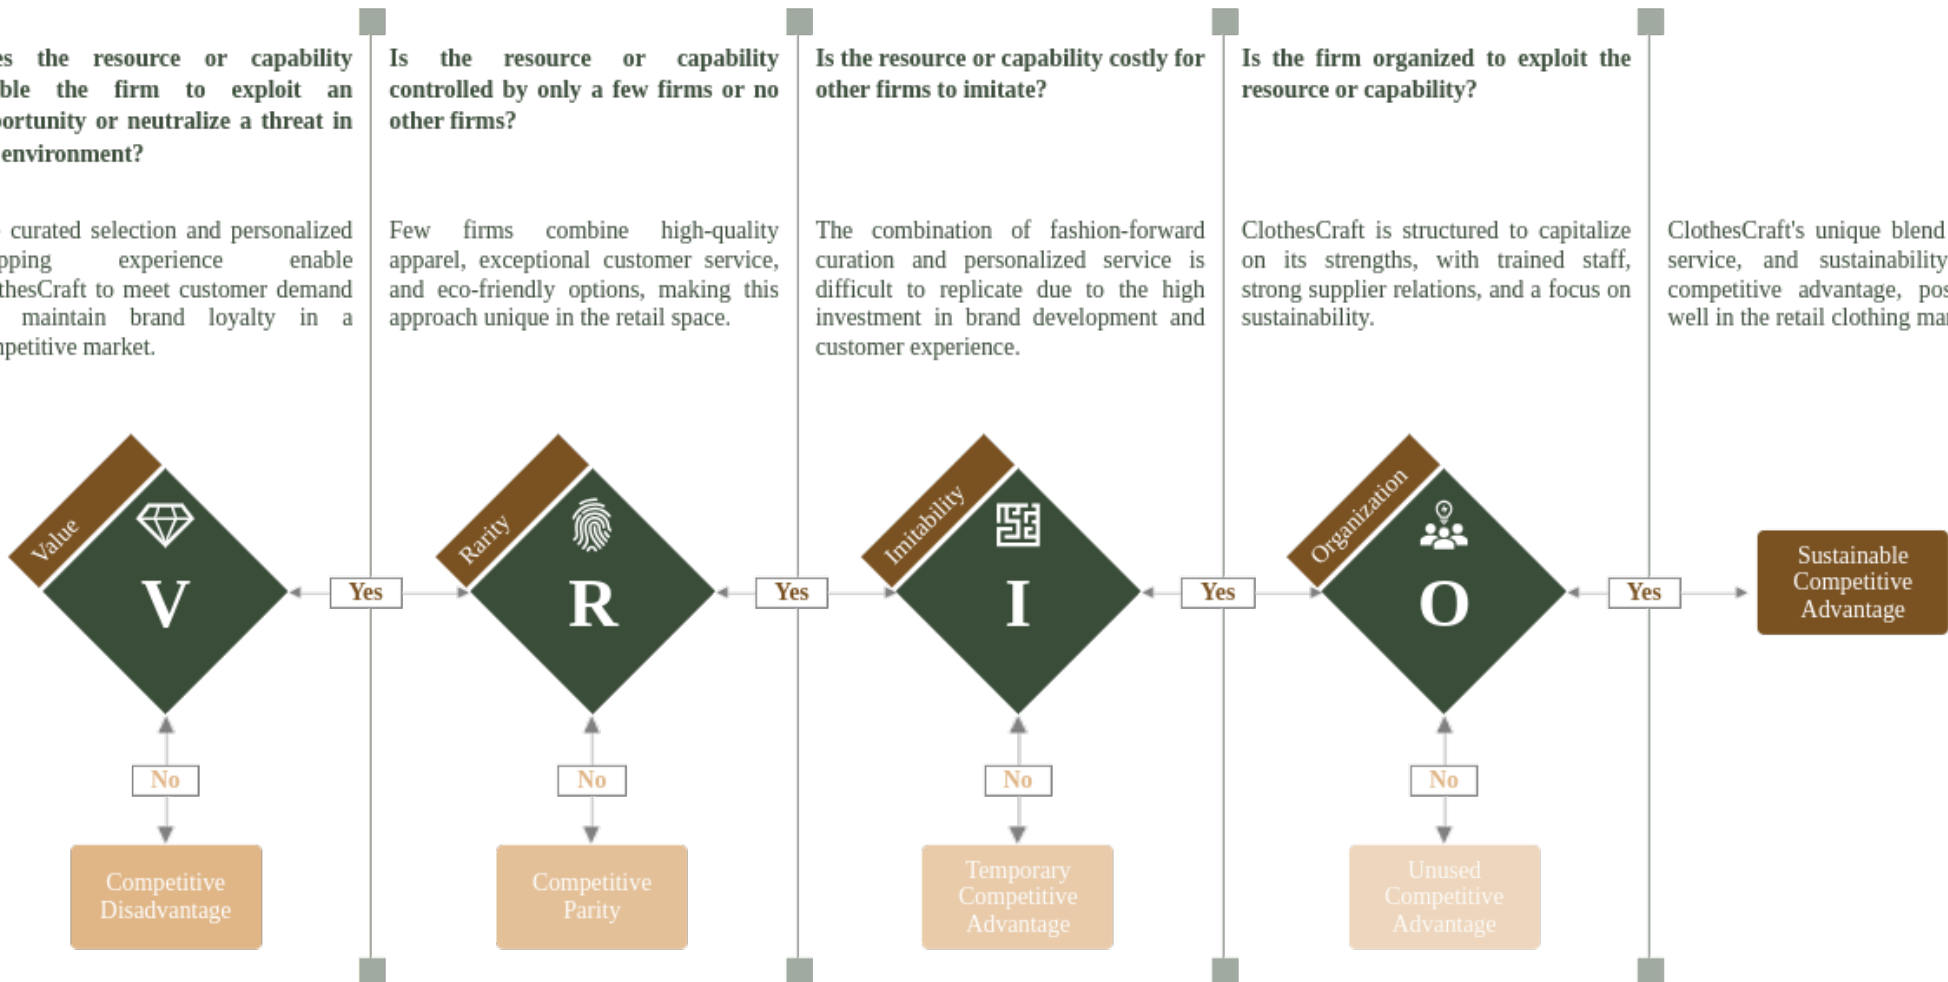 es the resource or capability
ble the firm to exploit an
ortunity or neutralize a threat in
environment?
Is the resource or capability
controlled by only a few firms or no
other firms?
Is the resource or capability costly for
other firms to imitate?
Is the firm organized to exploit the
resource or capability?
curated selection and personalized
pping experience enable
thesCraft to meet customer demand
maintain brand loyalty in a
npetitive market.
Few firms combine high-quality
apparel, exceptional customer service,
and eco-friendly options, making this
approach unique in the retail space.
The combination of fashion-forward
curation and personalized service is
difficult to replicate due to the high
investment in brand development and
customer experience.
ClothesCraft is structured to capitalize
on its strengths, with trained staff,
strong supplier relations, and a focus on
sustainability.
ClothesCraft's unique blend
service, and sustainability
competitive advantage, pos
well in the retail clothing ma
Value
V
Yes
Rarity
R
Yes
Imitability
I
Yes
Organization
O
Yes
Sustainable
Competitive
Advantage
No
No
No
No
Competitive
Disadvantage
Competitive
Parity
Temporary
Competitive
Advantage
Unused
Competitive
Advantage